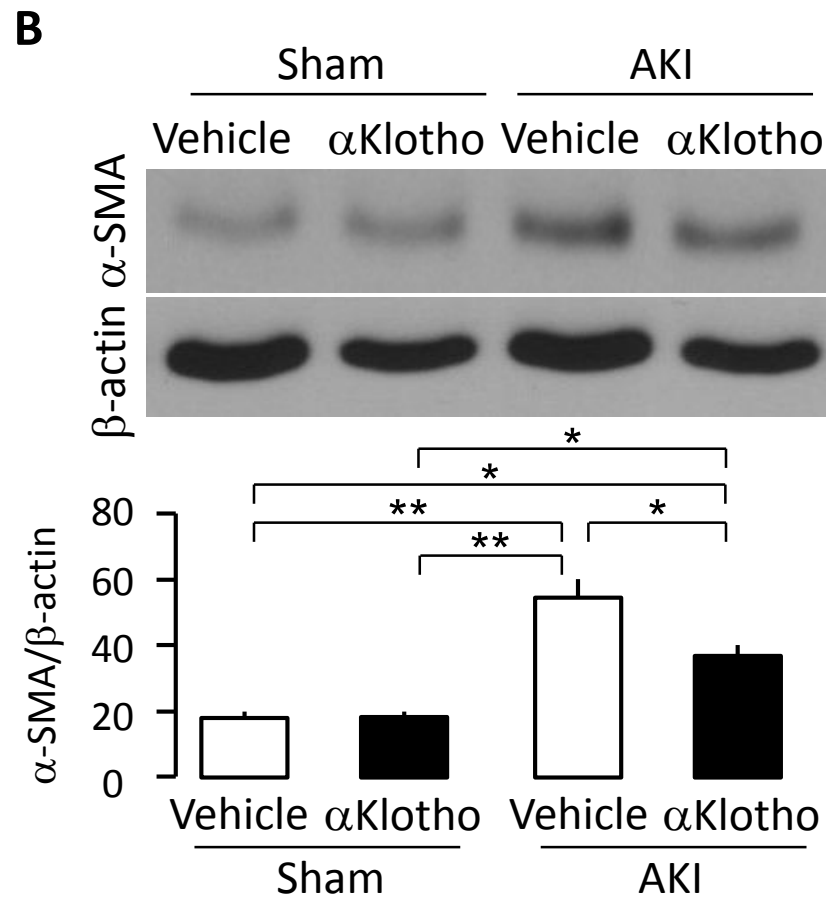 B
Sham AKI
Vehicle αKlotho Vehicle αKlotho
α-SMA
β-actin
*
*
** *
**
α-SMA/β-actin
80
60
40
20
0
Vehicle αKlotho Vehicle αKlotho
Sham AKI